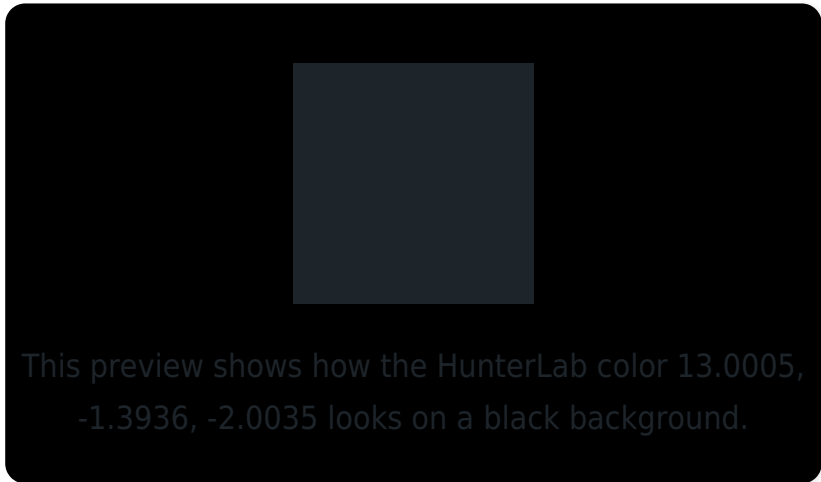 This preview shows how the HunterLab color 13.0005,
-1.3936, -2.0035 looks on a black background.